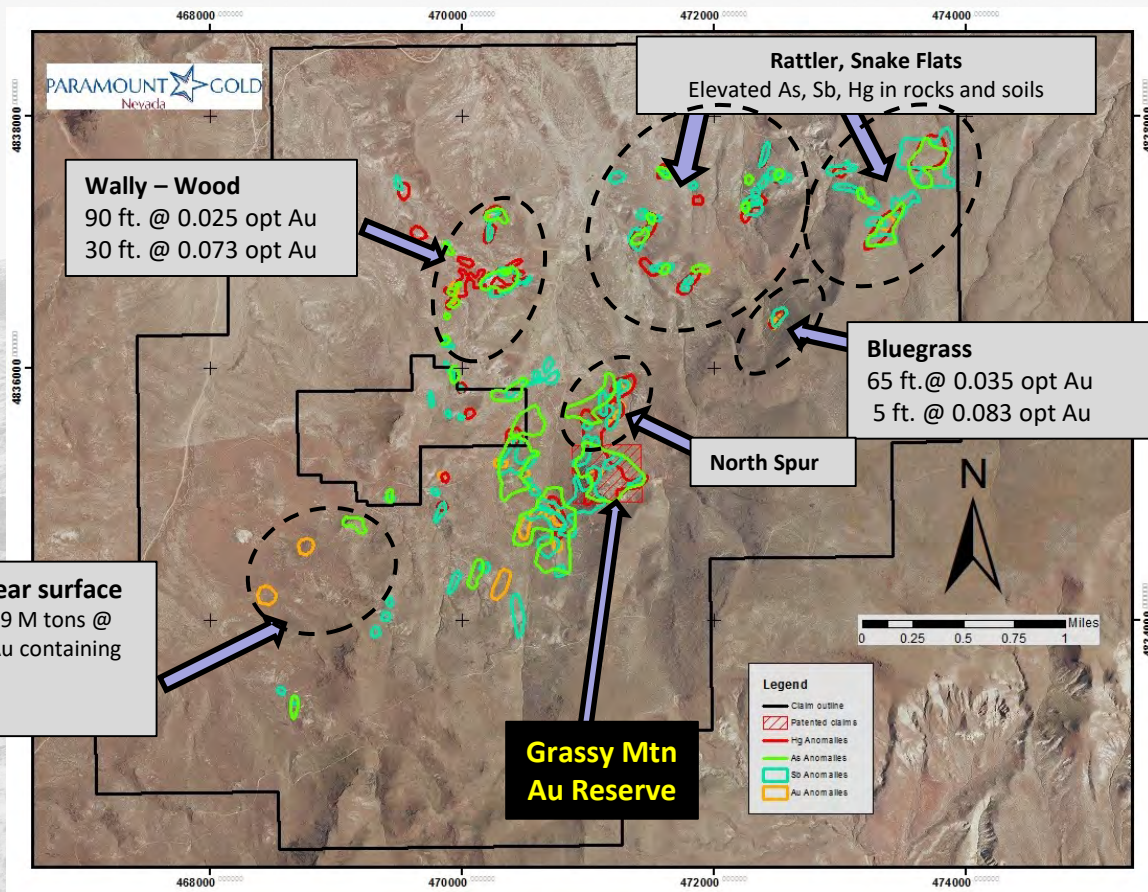 468000
470000
472000
474000
PARAMOUNT GOLD
Nevada
Rattler, Snake Flats
Elevated As, Sb, Hg in rocks and soils
4838000
4838000
Wally – Wood
90 ft. @ 0.025 opt Au
30 ft. @ 0.073 opt Au
4836000
Bluegrass
65 ft.@ 0.035 opt Au
5 ft. @ 0.083 opt Au
North Spur
N
ear surface
9 M tons @
Au containing
Miles
0 0.25 0.5 0.75 1
Grassy Mtn
Au Reserve
Legend
Claim outline
Patented claims
Hg Anomalies
As Anomalies
Sb Anomalies
Au Anomalies
468000
470000
472000
474000